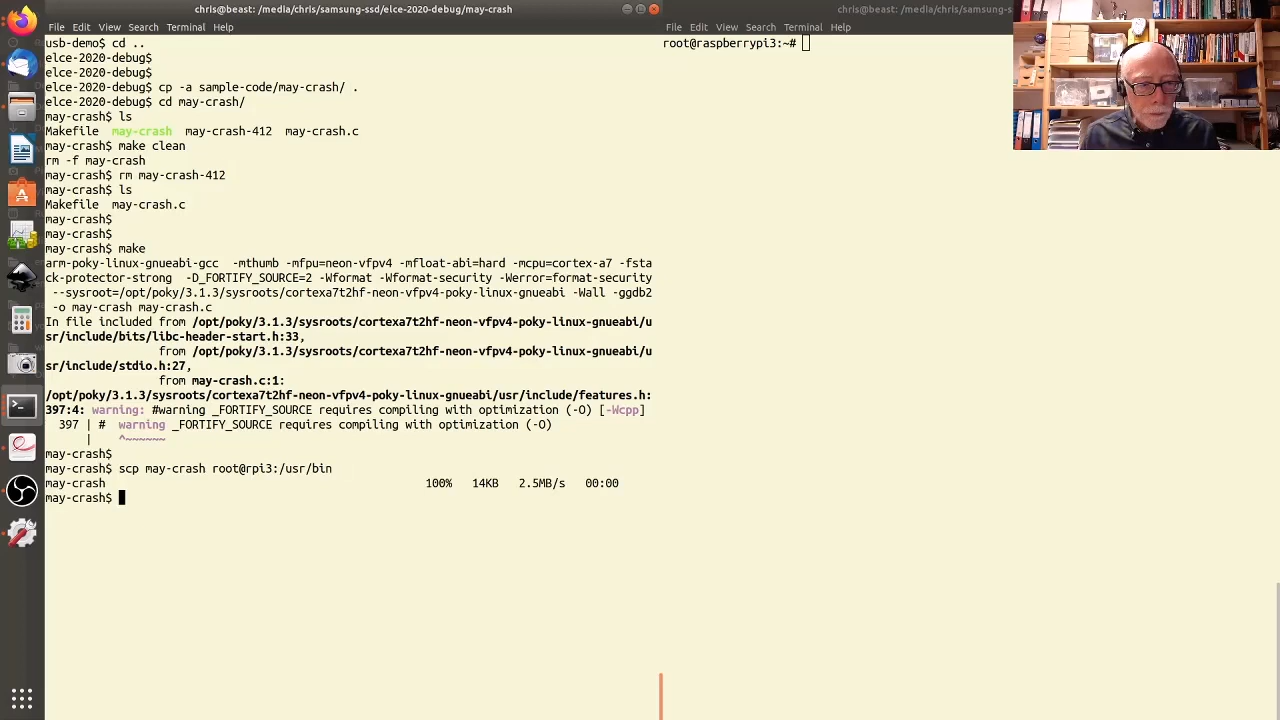 chris@beast: /media/chris/samsung-ssd/elce-2020-debug/may-crash
File Edit View Search Terminal Help
usb-demo$ cd ..
elce-2020-debug$
elce-2020-debug$
elce-2020-debug$ cp -a sample-code/may-crash/ .
elce-2020-debug$ cd may-crash/
may-crash$ ls
Makefile may-crash may-crash-412 may-crash.c
may-crash$ make clean
rm -f may-crash
may-crash$ rm may-crash-412
may-crash$ ls
Makefile may-crash.c
may-crash$
may-crash$
may-crash$ make
arm-poky-linux-gnueabi-gcc -mthumb -mfpu=neon-vfpv4 -mfloat-abi=hard -mcpu=cortex-a7 -fsta
ck-protector-strong -D_FORTIFY_SOURCE=2 -Wformat -Wformat-security -Werror=format-security
--sysroot=/opt/poky/3.1.3/sysroots/cortexa7t2hf-neon-vfpv4-poky-linux-gnueabi -Wall -ggdb2
-o may-crash may-crash.c
In file included from /opt/poky/3.1.3/sysroots/cortexa7t2hf-neon-vfpv4-poky-linux-gnueabi/u
sr/include/bits/libc-header-start.h:33,
from /opt/poky/3.1.3/sysroots/cortexa7t2hf-neon-vfpv4-poky-linux-gnueabi/u
sr/include/stdio.h:27,
from may-crash.c:1:
/opt/poky/3.1.3/sysroots/cortexa7t2hf-neon-vfpv4-poky-linux-gnueabi/usr/include/features.h:
397:4: warning: #warning _FORTIFY_SOURCE requires compiling with optimization (-O) [-Wcpp]
397 | # warning _FORTIFY_SOURCE requires compiling with optimization (-O)
| ^~~~~~~
may-crash$
may-crash$ scp may-crash root@rpi3:/usr/bin
may-crash 100% 14KB 2.5MB/s 00:00
may-crash$
chris@beast: /media/chris/samsung-s
File Edit View Search Terminal Help
root@raspberrypi3:~#